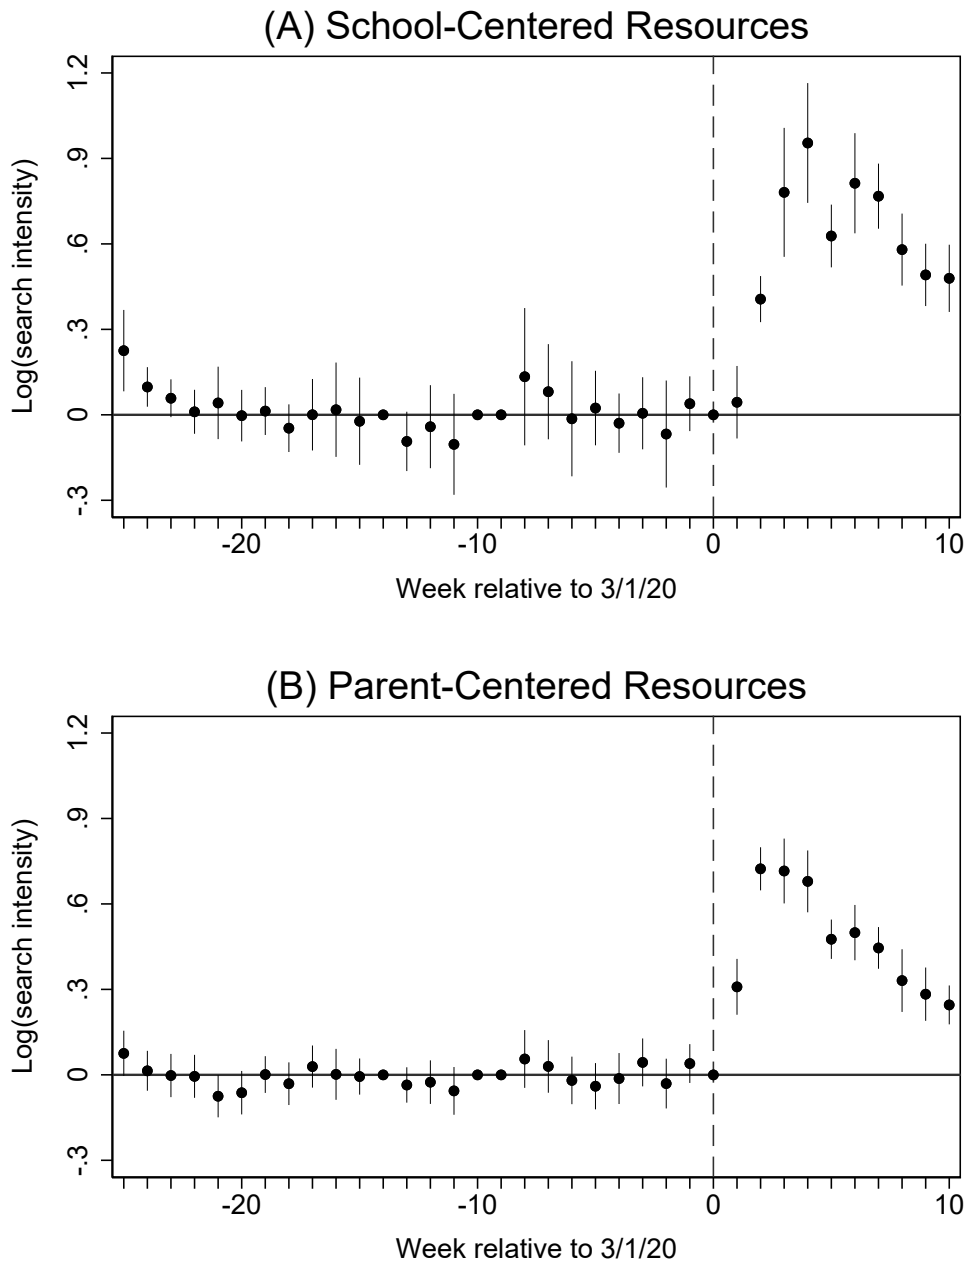 (A) School-Centered Resources
Log(search intensity)
1.2
.9
.6
.3
0
-.3
-20 -10 0 10
Week relative to 3/1/20
(B) Parent-Centered Resources
Log(search intensity)
1.2
.9
.6
.3
0
-.3
-20 -10 0 10
Week relative to 3/1/20